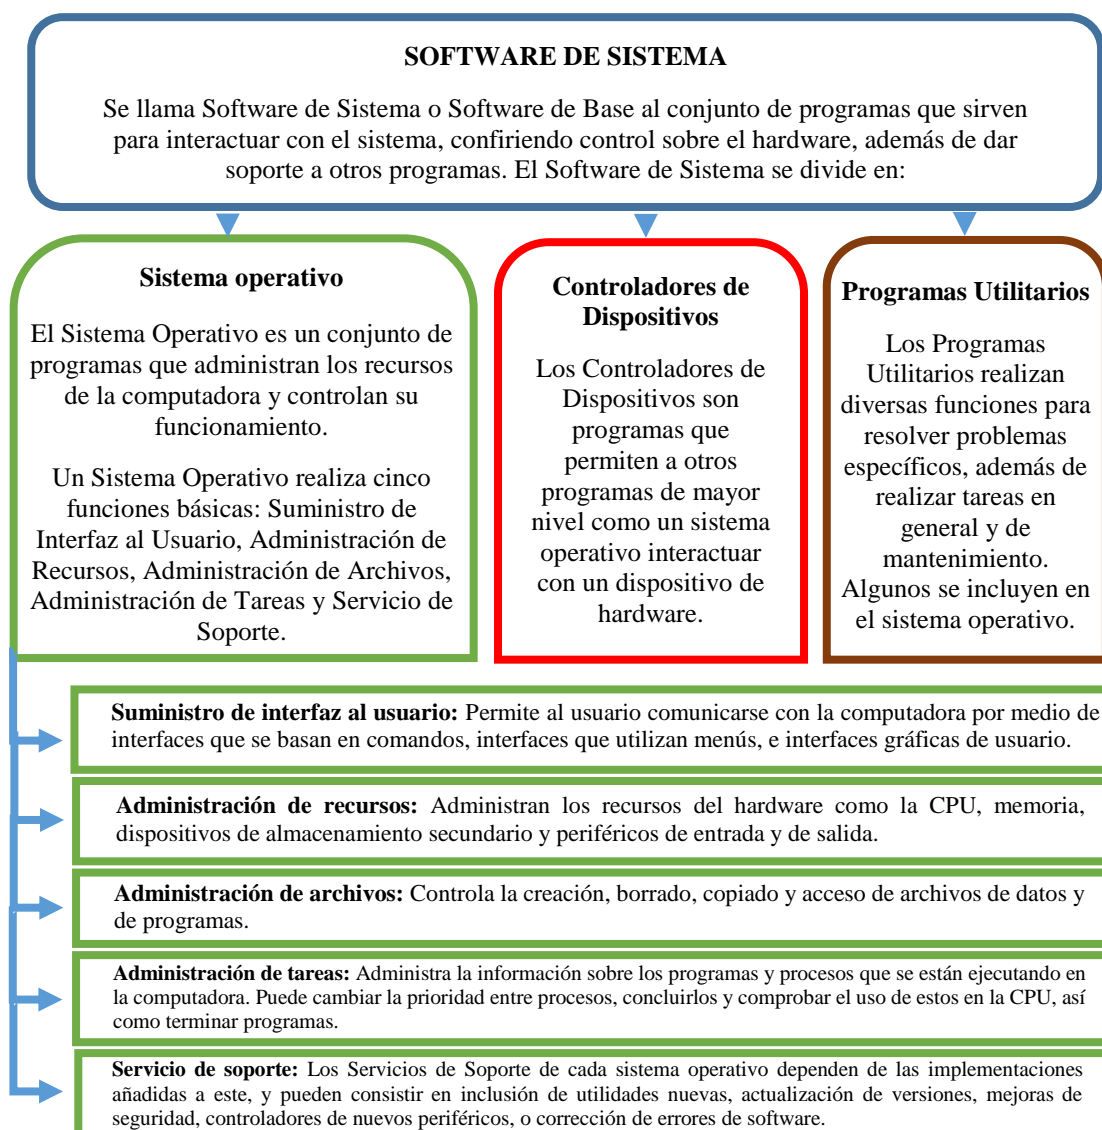 SOFTWARE DE SISTEMA
Se llama Software de Sistema o Software de Base al conjunto de programas que sirven
para interactuar con el sistema, confiriendo control sobre el hardware, además de dar
soporte a otros programas. El Software de Sistema se divide en:
Sistema operativo
El Sistema Operativo es un conjunto de
programas que administran los recursos
de la computadora y controlan su
funcionamiento.
Un Sistema Operativo realiza cinco
funciones básicas: Suministro de
Interfaz al Usuario, Administración de
Recursos, Administración de Archivos,
Administración de Tareas y Servicio de
Soporte.
Controladores de
Dispositivos
Los Controladores de
Dispositivos son
programas que
permiten a otros
programas de mayor
nivel como un sistema
operativo interactuar
con un dispositivo de
hardware.
Programas Utilitarios
Los Programas
Utilitarios realizan
diversas funciones para
resolver problemas
específicos, además de
realizar tareas en
general y de
mantenimiento.
Algunos se incluyen en
el sistema operativo.
Suministro de interfaz al usuario: Permite al usuario comunicarse con la computadora por medio de
interfaces que se basan en comandos, interfaces que utilizan menús, e interfaces gráficas de usuario.
Administración de recursos: Administran los recursos del hardware como la CPU, memoria,
dispositivos de almacenamiento secundario y periféricos de entrada y de salida.
Administración de archivos: Controla la creación, borrado, copiado y acceso de archivos de datos y
de programas.
Administración de tareas: Administra la información sobre los programas y procesos que se están ejecutando en
la computadora. Puede cambiar la prioridad entre procesos, concluirlos y comprobar el uso de estos en la CPU, así
como terminar programas.
Servicio de soporte: Los Servicios de Soporte de cada sistema operativo dependen de las implementaciones
añadidas a este, y pueden consistir en inclusión de utilidades nuevas, actualización de versiones, mejoras de
seguridad, controladores de nuevos periféricos, o corrección de errores de software.